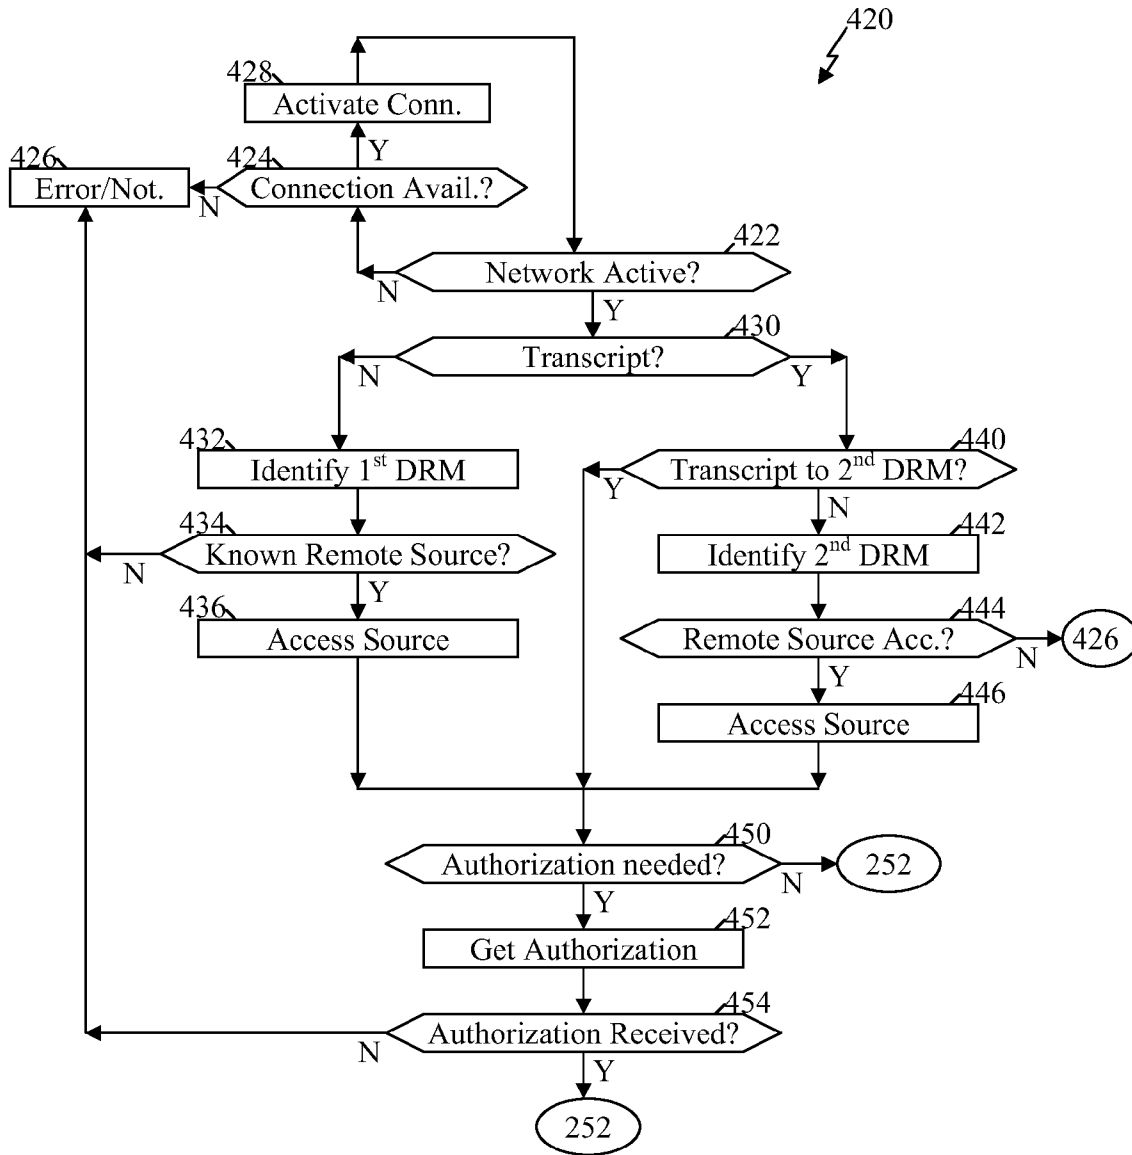 420
428
Activate Conn.
Y
426
424
Error/Not.
N
Connection Avail.?
422
N
Network Active?
Y
430
N
Transcript?
Y
432
440
Identify 1st DRM
Y
Transcript to 2nd DRM?
N
434
442
N
Known Remote Source?
Identify 2nd DRM
Y
436
444
Access Source
Remote Source Acc.?
N
426
Y
446
Access Source
450
Authorization needed?
N
252
Y
452
Get Authorization
454
N
Authorization Received?
Y
252